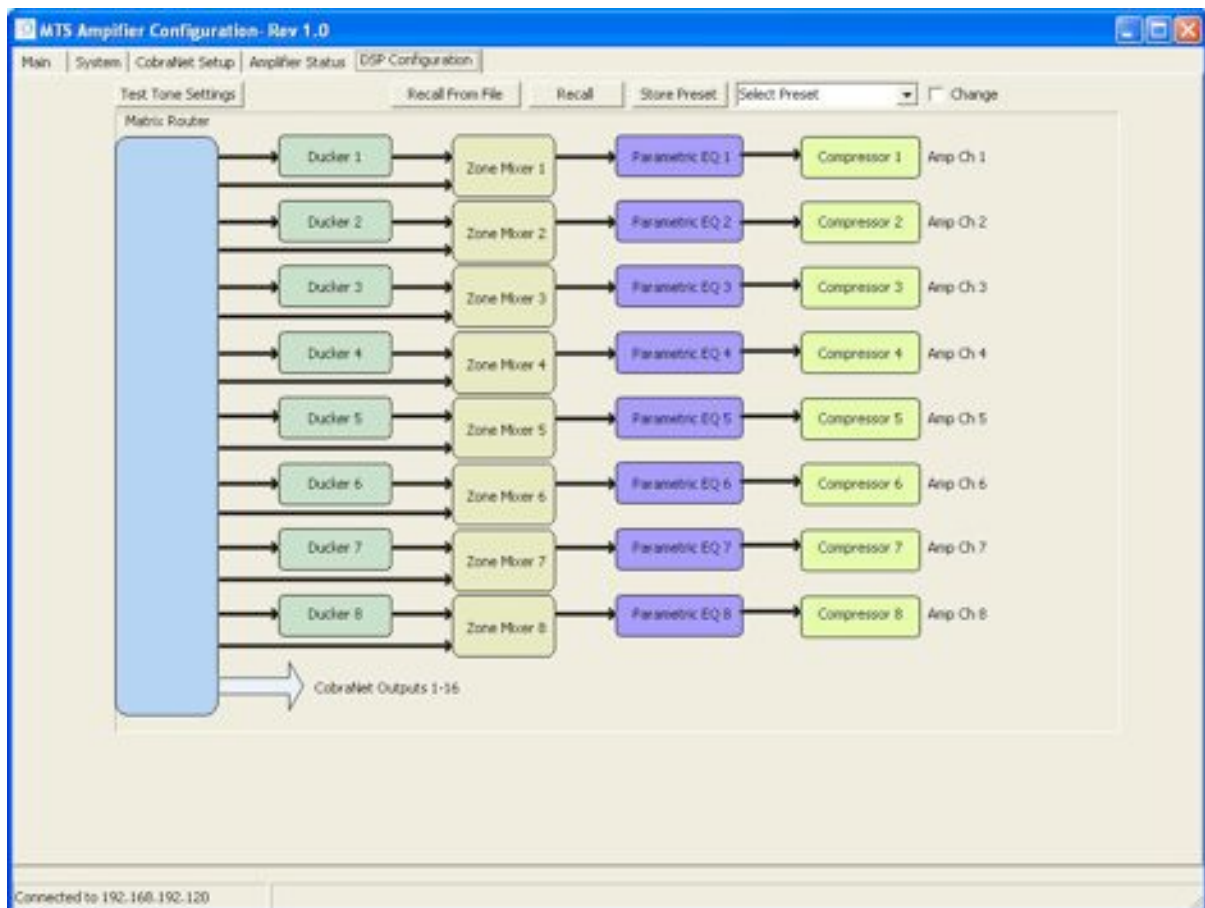 MTS Ampifier Configuration- Rev 1.0
Main System CobraNet Setup Amplifier Status DSP Configuration
Test Tone Settings Recall From File Recall Store Preset Select Preset Change
Matrix Router
Ducker 1 Zone Mixer 1 Parametric EQ 1 Compressor 1 Amp Ch 1
Ducker 2 Zone Mixer 2 Parametric EQ 2 Compressor 2 Amp Ch 2
Ducker 3 Zone Mixer 3 Parametric EQ 3 Compressor 3 Amp Ch 3
Ducker 4 Zone Mixer 4 Parametric EQ 4 Compressor 4 Amp Ch 4
Ducker 5 Zone Mixer 5 Parametric EQ 5 Compressor 5 Amp Ch 5
Ducker 6 Zone Mixer 6 Parametric EQ 6 Compressor 6 Amp Ch 6
Ducker 7 Zone Mixer 7 Parametric EQ 7 Compressor 7 Amp Ch 7
Ducker 8 Zone Mixer 8 Parametric EQ 8 Compressor 8 Amp Ch 8
CobraNet Outputs 1-16
Connected to 192.168.192.120